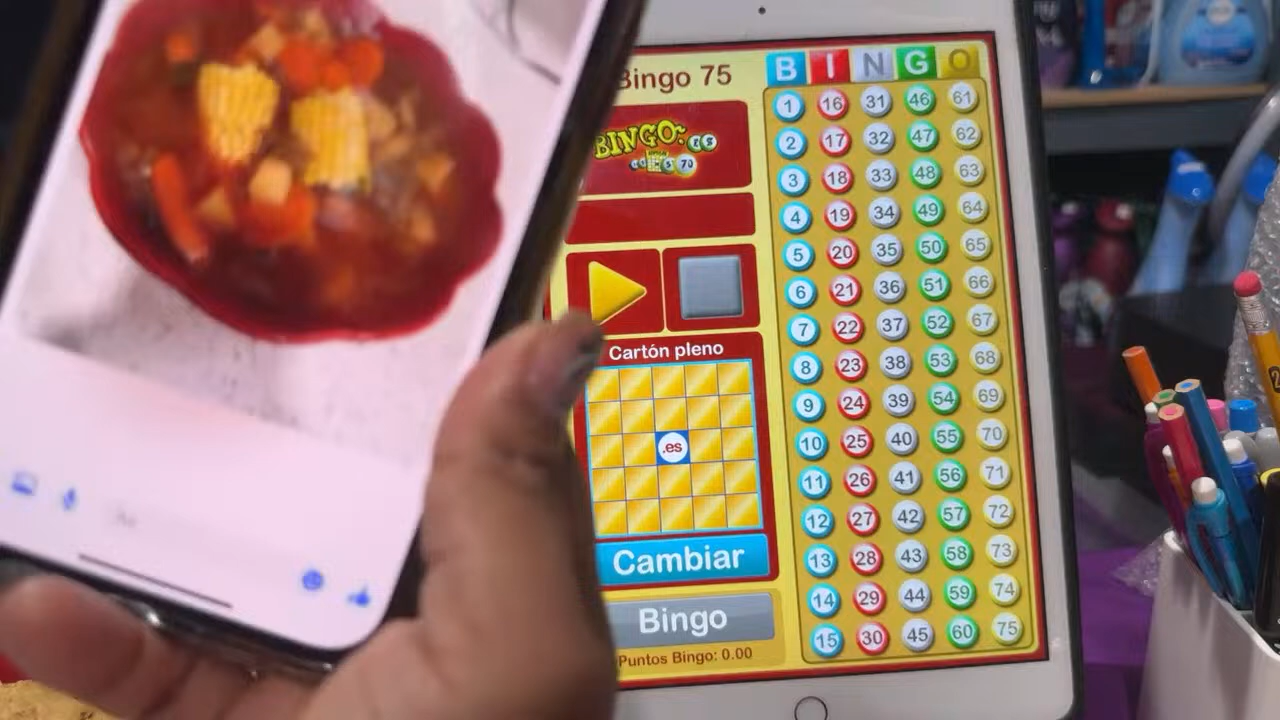 Bingo 75
BINGO
Cartón pleno
.es
Cambiar
Bingo
Puntos Bingo: 0.00
B I N G O
1 16 31 46 61
2 17 32 47 62
3 18 33 48 63
4 19 34 49 64
5 20 35 50 65
6 21 36 51 66
7 22 37 52 67
8 23 38 53 68
9 24 39 54 69
10 25 40 55 70
11 26 41 56 71
12 27 42 57 72
13 28 43 58 73
14 29 44 59 74
15 30 45 60 75